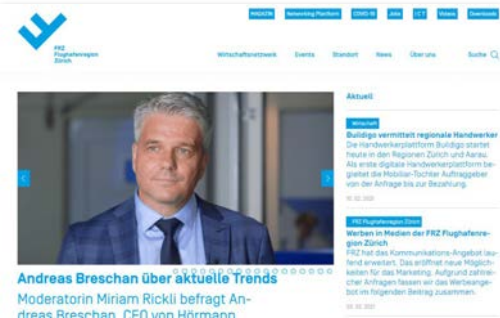 MAGAZIN Networking Plattform COVID-19 Jobs ICT Videos Downloads
FRZ
Flughafenregion
Zürich
Wirtschaftsnetzwerk Events Standort News Über uns Suche
Aktuell
Wirtschaft
Buildigo vermittelt regionale Handwerker
Die Handwerkerplattform Buildigo startet
heute in den Regionen Zürich und Aarau.
Als erste digitale Handwerkerplattform be-
gleitet die Mobiliar-Tochter Auftraggeber
von der Anfrage bis zur Bezahlung.
10. 02. 2021
FRZ Flughafenregion Zürich
Werben in Medien der FRZ Flughafenre-
gion Zürich
FRZ hat das Kommunikations-Angebot lau-
fend erweitert. Das eröffnet neue Möglich-
keiten für das Marketing. Aufgrund zahlrei-
cher Anfragen fassen wir das Werbeange-
bot im folgenden Beitrag zusammen.
Andreas Breschan über aktuelle Trends
Moderatorin Miriam Rickli befragt An-
dreas Breschan, CEO von Hörmann